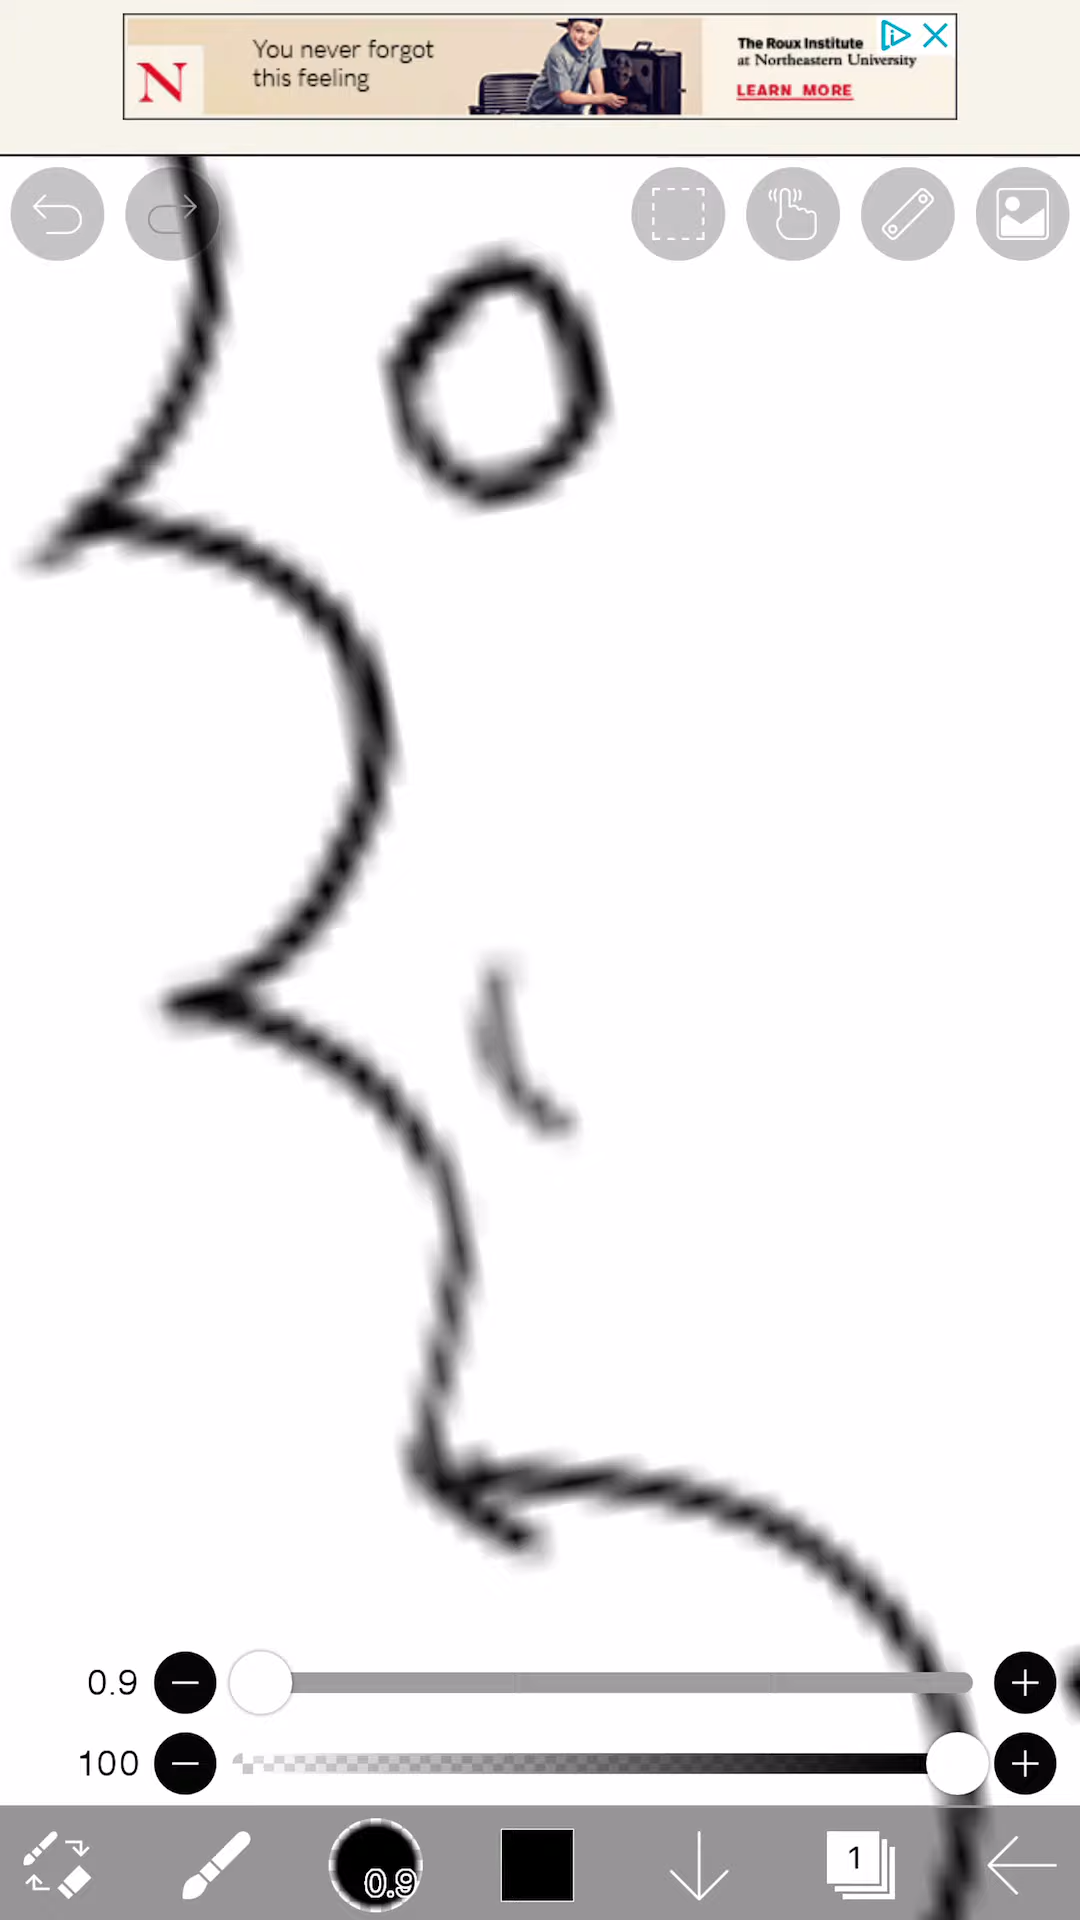 You never forgot
this feeling
N
The Roux Institute
at Northeastern University
LEARN MORE
0.9
100
0.9
1